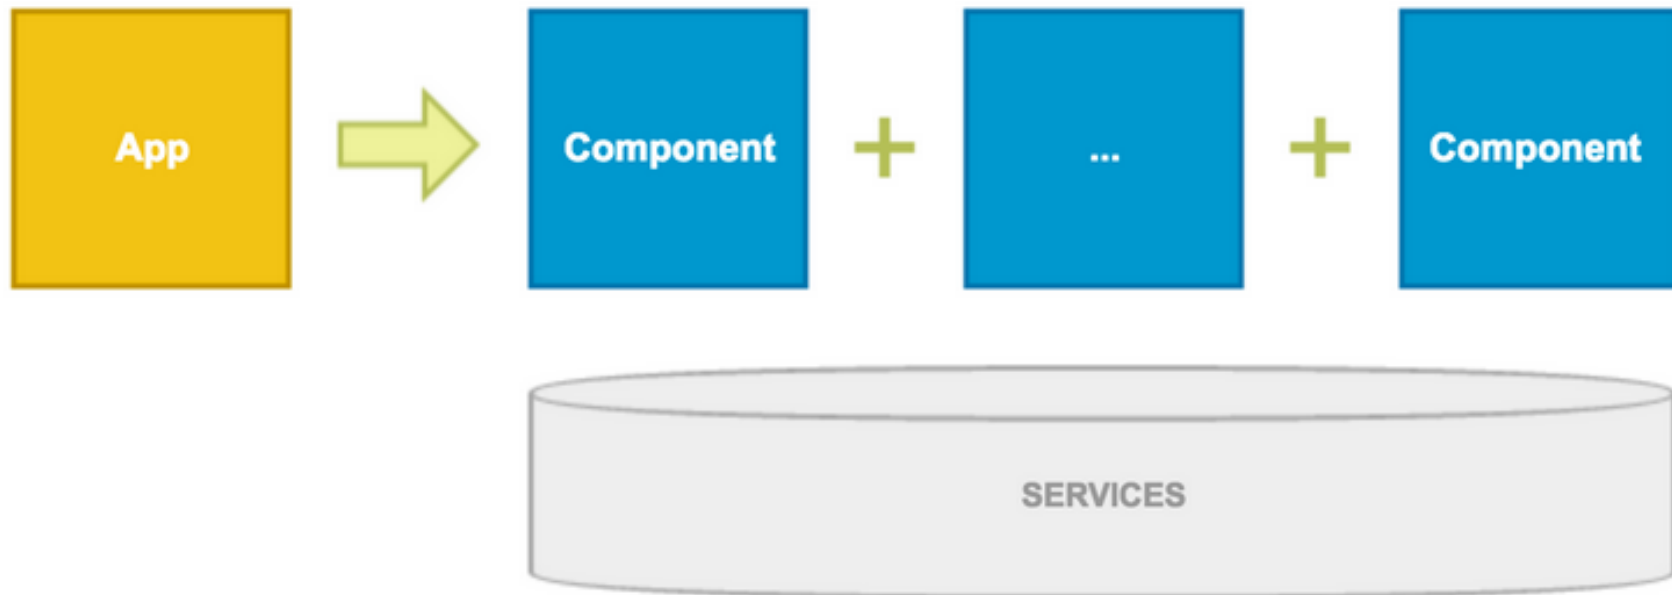 App
Component
...
Component
SERVICES